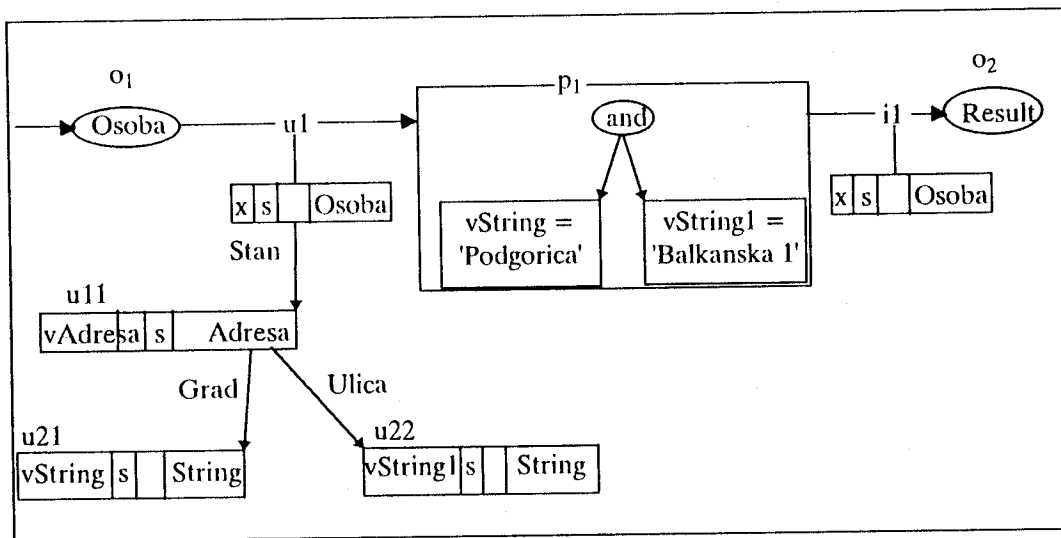 o1
p1
o2
Osoba
u1
and
i1
Result
x s Osoba
vString =
'Podgorica'
vString1 =
'Balkanska 1'
x s Osoba
Stan
u11
vAdresa s Adresa
Grad
Ulica
u21
u22
vString s String
vString1 s String